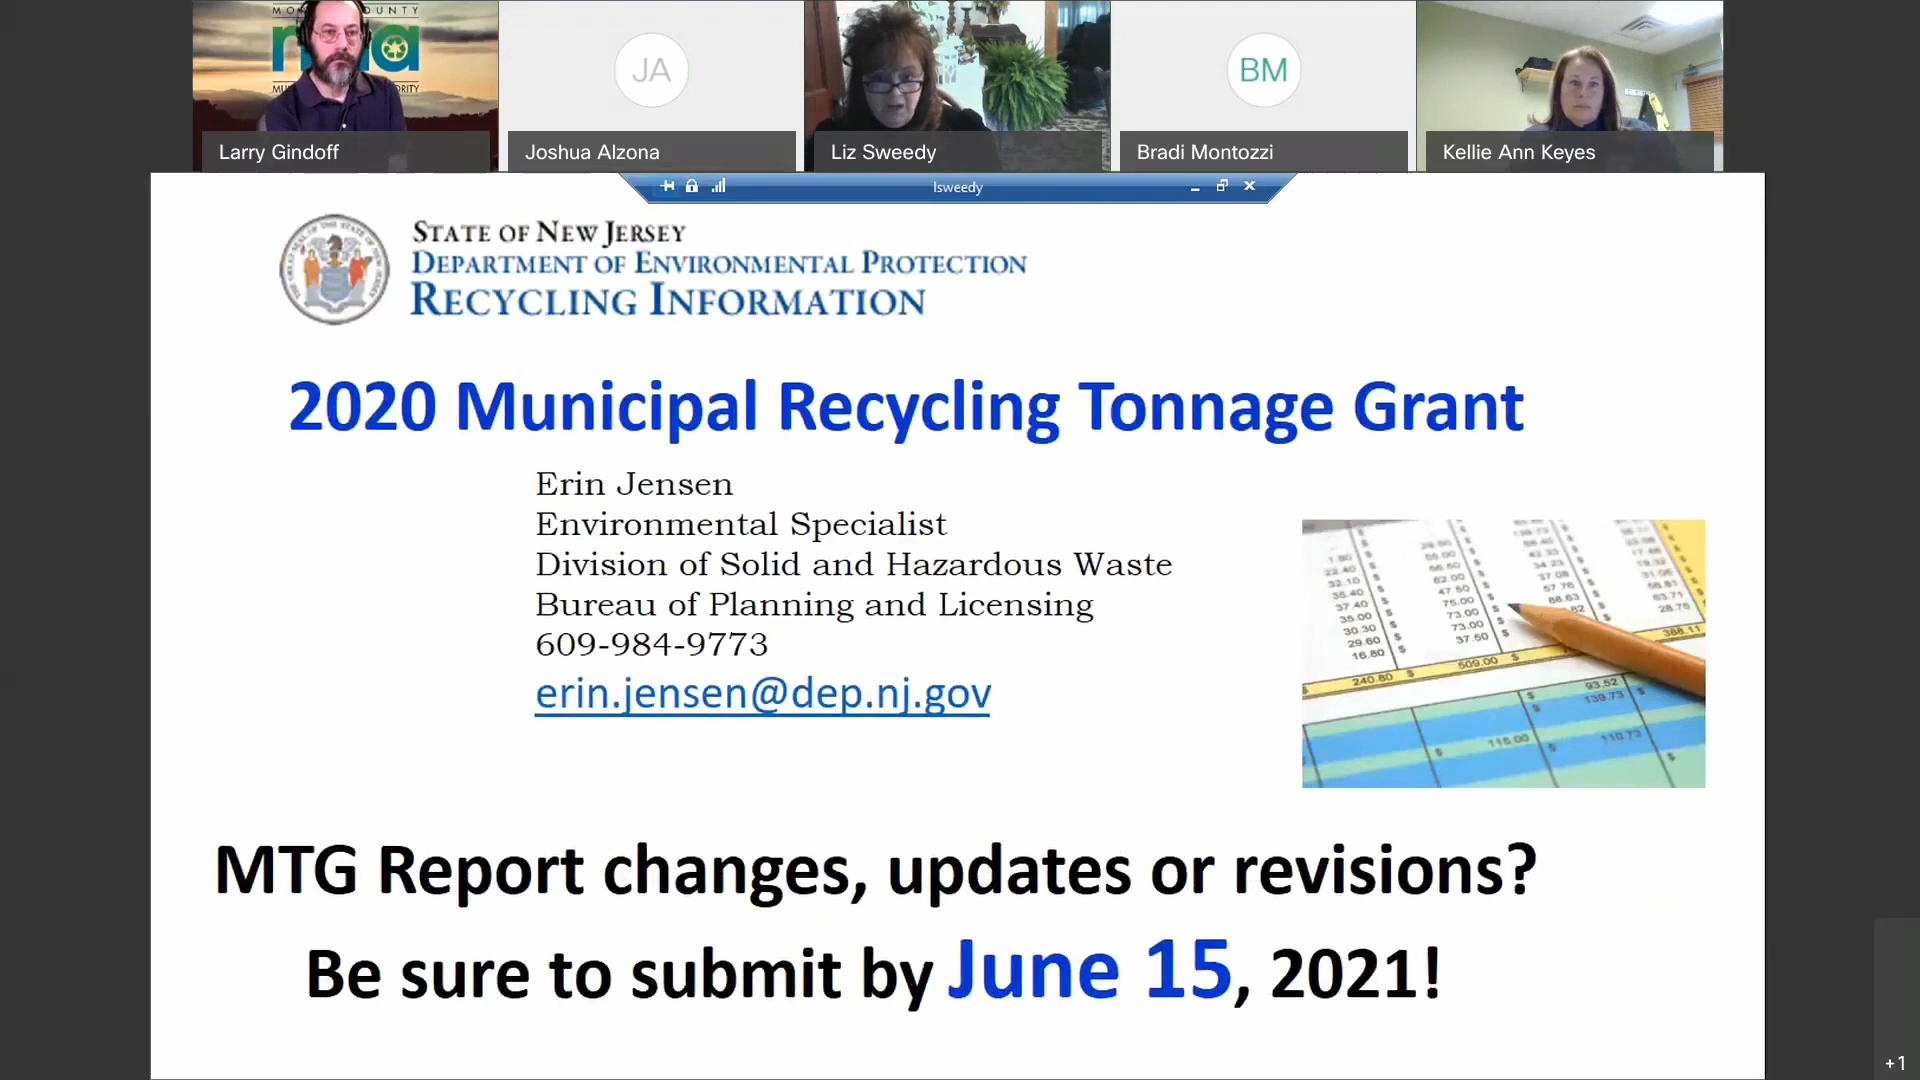 Larry Gindoff
JA
Joshua Alzona
Liz Sweedy
BM
Bradi Montozzi
Kellie Ann Keyes
lsweedy
STATE OF NEW JERSEY
DEPARTMENT OF ENVIRONMENTAL PROTECTION
RECYCLING INFORMATION
2020 Municipal Recycling Tonnage Grant
Erin Jensen
Environmental Specialist
Division of Solid and Hazardous Waste
Bureau of Planning and Licensing
609-984-9773
erin.jensen@dep.nj.gov
MTG Report changes, updates or revisions?
Be sure to submit by June 15, 2021!
+1